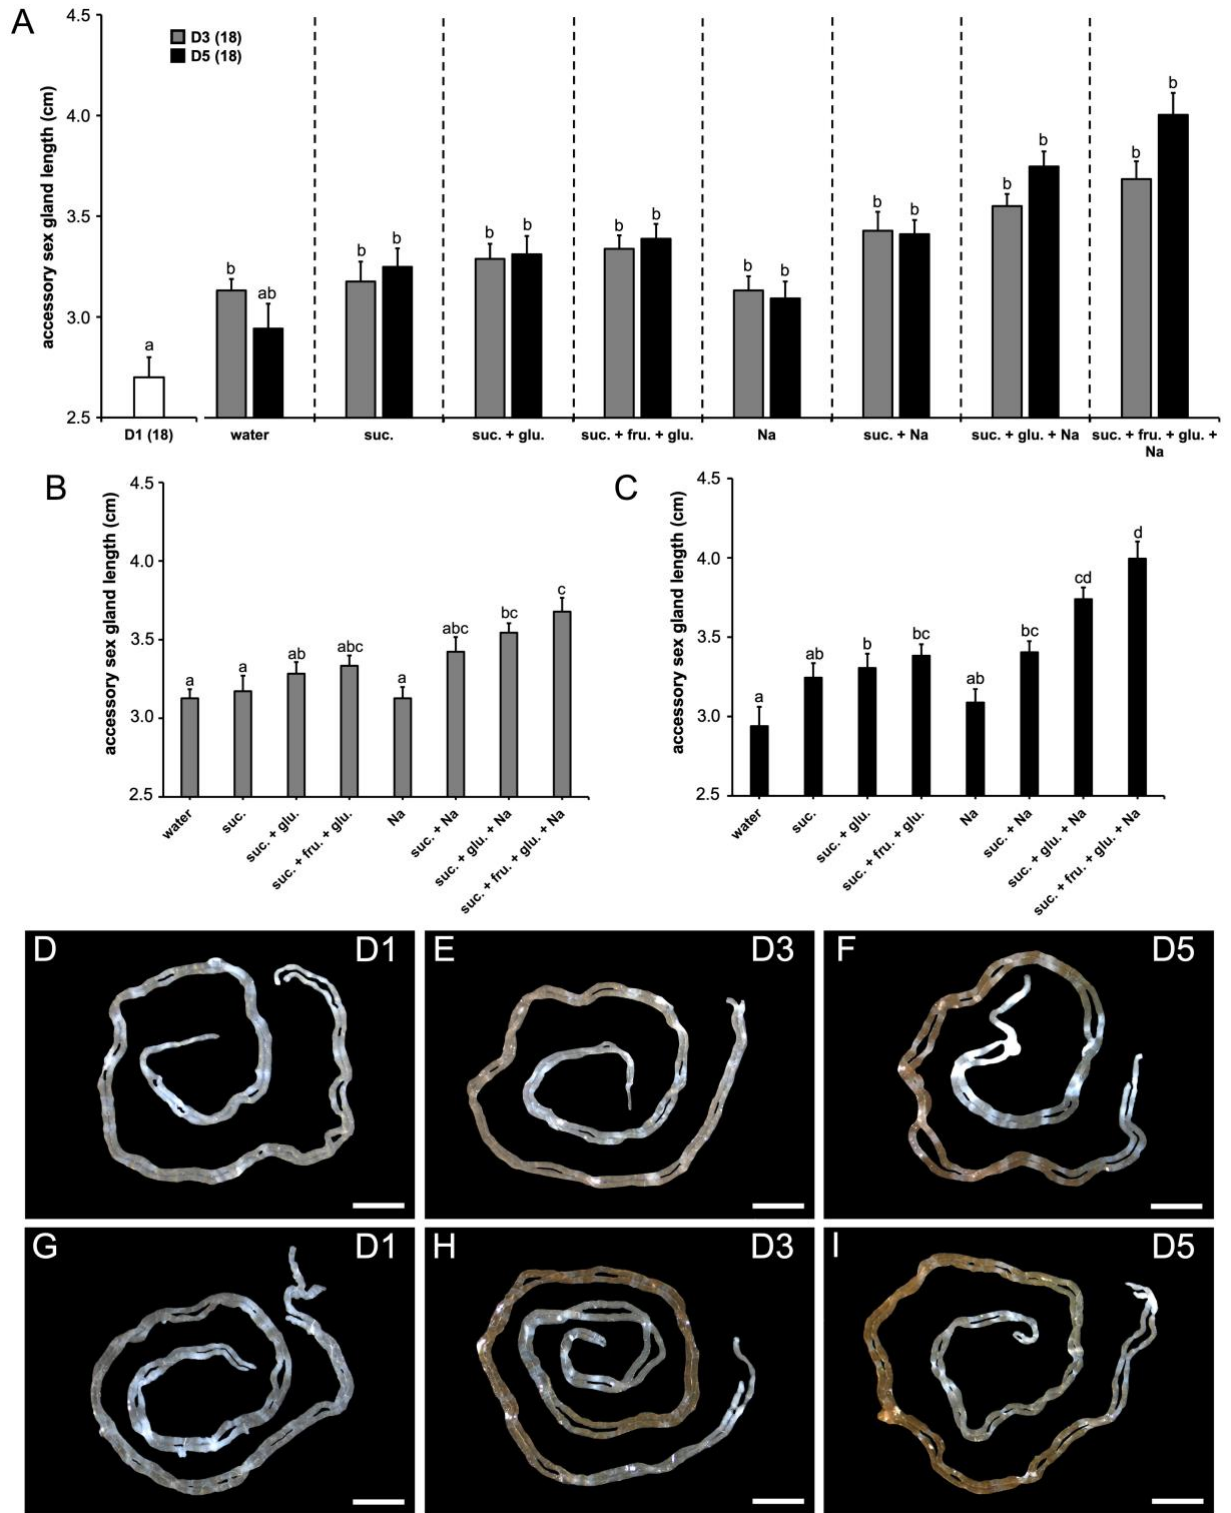 A
accessory sex gland length (cm)
4.5
4.0
3.5
3.0
2.5
D3 (18)
D5 (18)
a
b
ab
b
b
b
b
b
b
b
b
b
b
b
b
b
b
D1 (18)
water
suc.
suc. + glu.
suc. + fru. + glu.
Na
suc. + Na
suc. + glu. + Na
suc. + fru. + glu. +
Na
B
accessory sex gland length (cm)
4.5
4.0
3.5
3.0
2.5
a
a
ab
abc
a
abc
bc
c
water
suc.
suc. + glu.
suc. + fru. + glu.
Na
suc. + Na
suc. + glu. + Na
suc. + fru. + glu. + Na
C
accessory sex gland length (cm)
4.5
4.0
3.5
3.0
2.5
a
ab
b
bc
ab
bc
cd
d
water
suc.
suc. + glu.
suc. + fru. + glu.
Na
suc. + Na
suc. + glu. + Na
suc. + fru. + glu. + Na
D D1
E D3
F D5
G D1
H D3
I D5